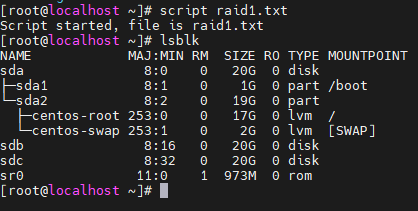 [root@localhost ~]# script raid1.txt
Script started, file is raid1.txt
[root@localhost ~]# lsblk
NAME            MAJ:MIN RM  SIZE RO TYPE MOUNTPOINT
sda               8:0    0   20G  0 disk
├─sda1            8:1    0    1G  0 part /boot
└─sda2            8:2    0   19G  0 part
  ├─centos-root 253:0    0   17G  0 lvm  /
  └─centos-swap 253:1    0    2G  0 lvm  [SWAP]
sdb               8:16   0   20G  0 disk
sdc               8:32   0   20G  0 disk
sr0              11:0    1  973M  0 rom
[root@localhost ~]#